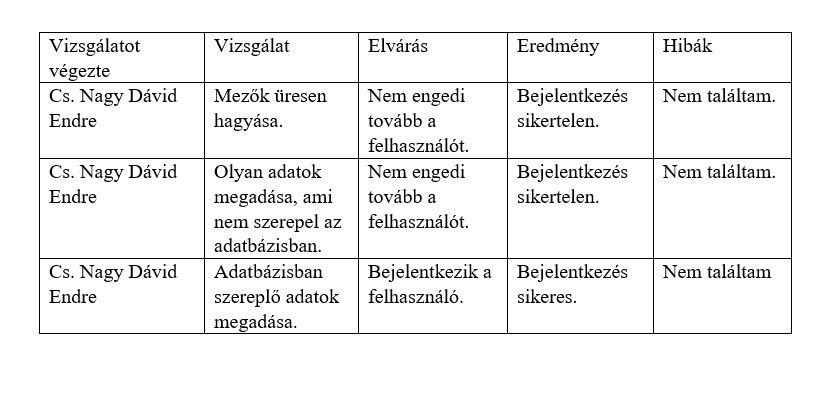 Vizsgálatot végezte
Vizsgálat
Elvárás
Eredmény
Hibák
Cs. Nagy Dávid
Endre
Mezők üresen
hagyása.
Nem engedi
tovább a
felhasználót.
Bejelentkezés
sikertelen.
Nem találtam.
Cs. Nagy Dávid
Endre
Olyan adatok
megadása, ami
nem szerepel az
adatbázisban.
Nem engedi
tovább a
felhasználót.
Bejelentkezés
sikertelen.
Nem találtam.
Cs. Nagy Dávid
Endre
Adatbázisban
szereplő adatok
megadása.
Bejelentkezik a
felhasználó.
Bejelentkezés
sikeres.
Nem találtam